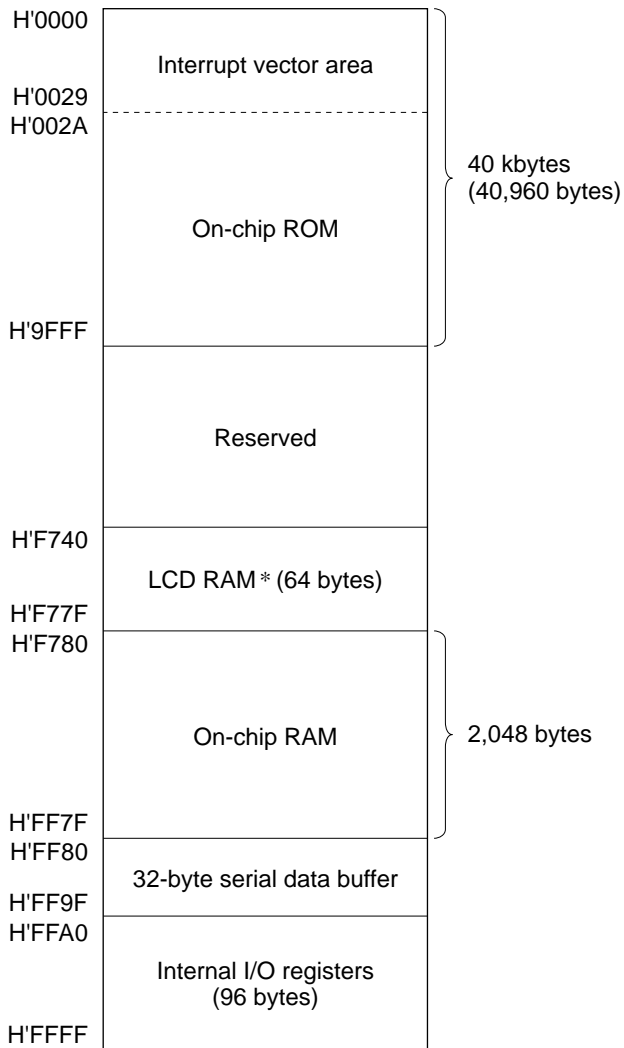 H'0000
Interrupt vector area
H'0029
H'002A
40 kbytes
(40,960 bytes)
On-chip ROM
H'9FFF
Reserved
H'F740
LCD RAM * (64 bytes)
H'F77F
H'F780
On-chip RAM
2,048 bytes
H'FF7F
H'FF80
32-byte serial data buffer
H'FF9F
H'FFA0
Internal I/O registers
(96 bytes)
H'FFFF